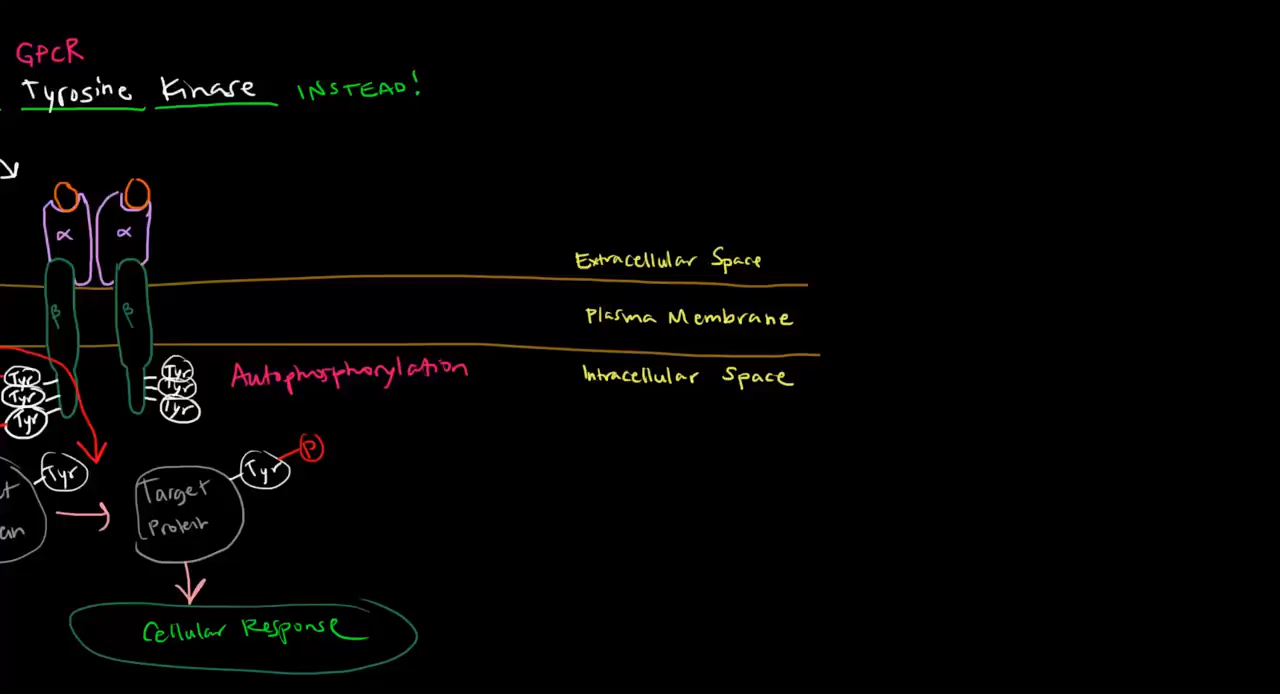 GPCR
Tyrosine Kinase INSTEAD!
α α
Extracellular Space
β β
Plasma Membrane
Tyr Tyr
Tyr Tyr
Tyr Tyr
Autophosphorylation
Intracellular Space
Tyr
Tyr P
Target
Protein
Cellular Response